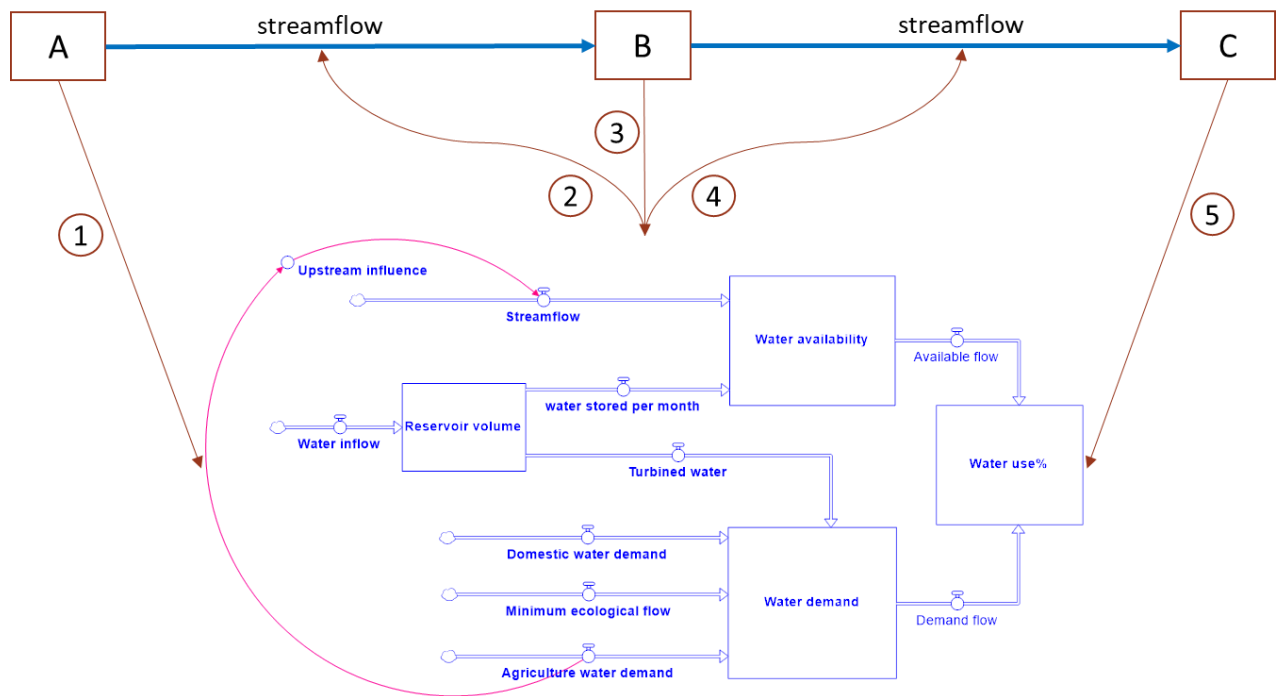 streamflow
streamflow
A
B
C
3
2
4
1
5
Upstream influence
Streamflow
Water availability
Available flow
water stored per month
Reservoir volume
Water inflow
Turbined water
Water use%
Domestic water demand
Minimum ecological flow
Water demand
Demand flow
Agriculture water demand